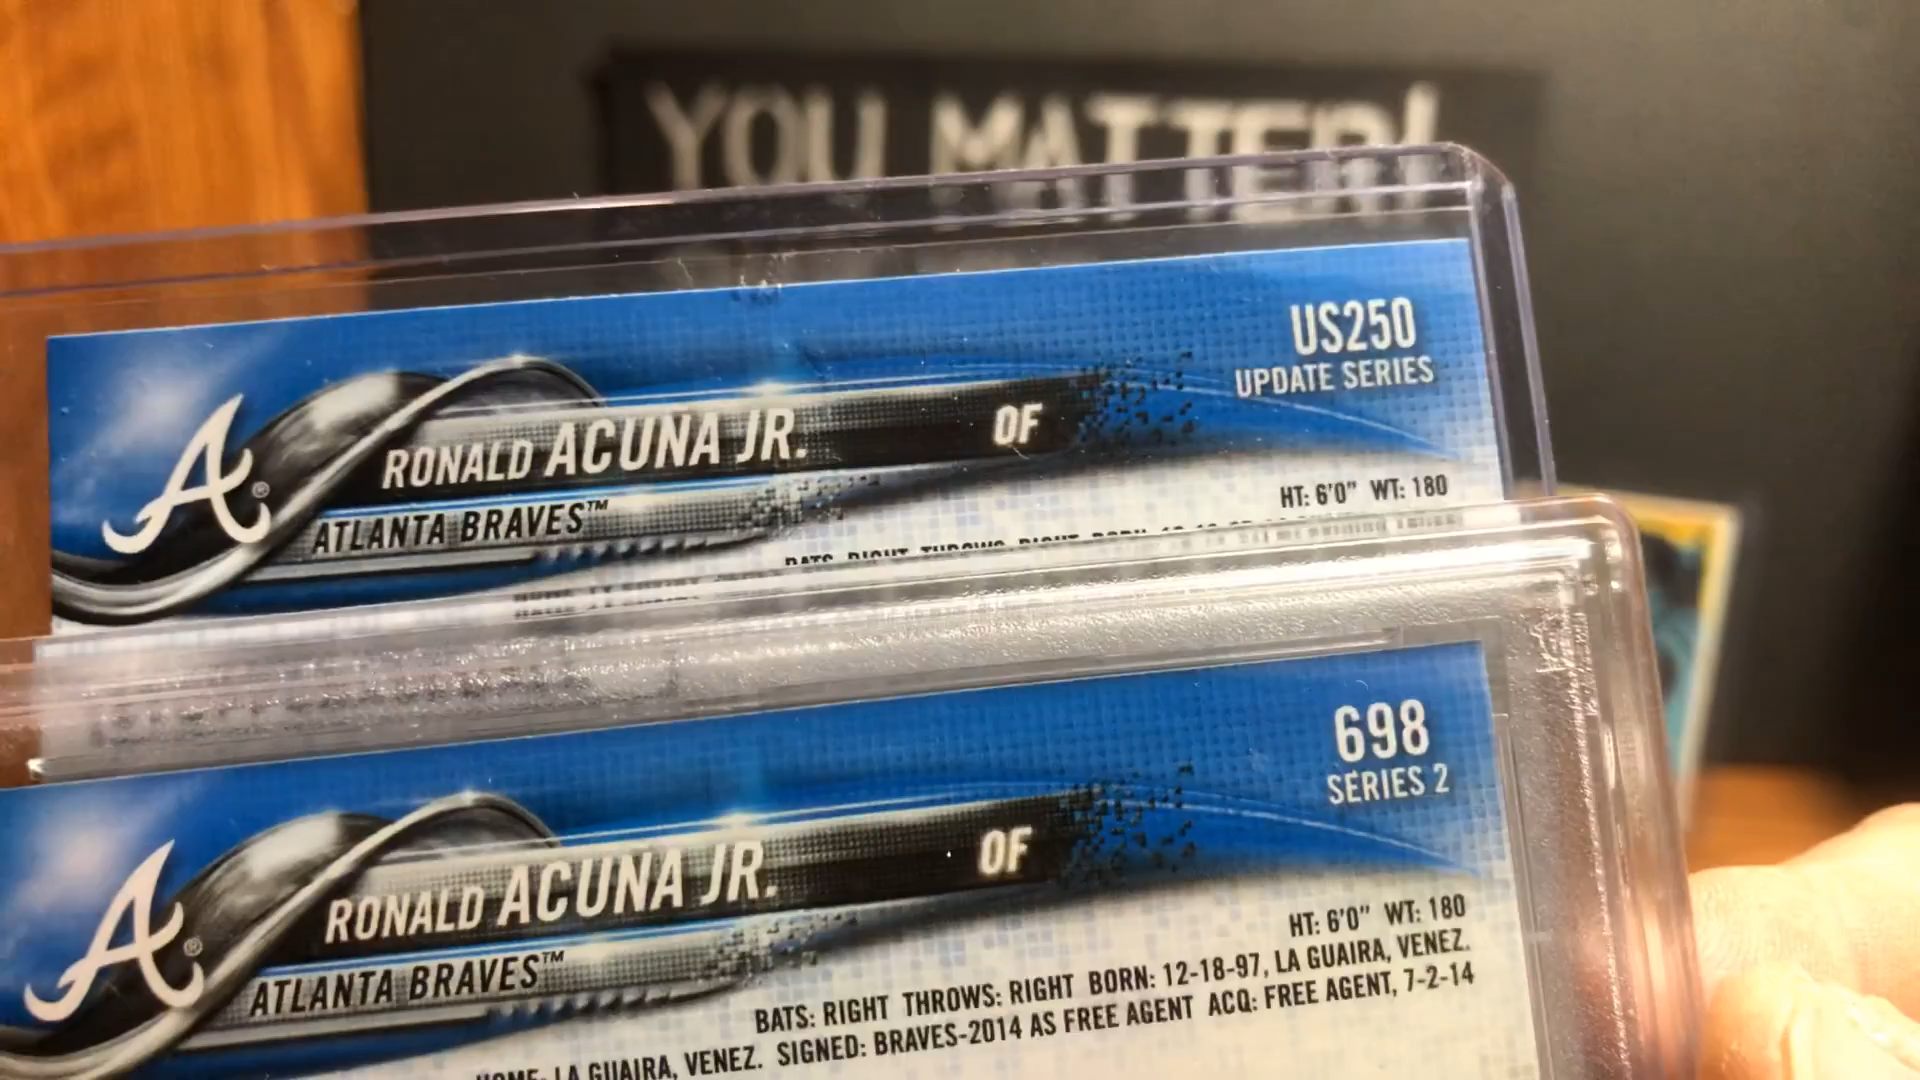 YOU MATTER!
US250
UPDATE SERIES
RONALD ACUNA JR. OF
ATLANTA BRAVES™
HT: 6'0" WT: 180
BATS: RIGHT THROWS: RIGHT BORN:
698
SERIES 2
RONALD ACUNA JR. OF
ATLANTA BRAVES™
HT: 6'0" WT: 180
BATS: RIGHT THROWS: RIGHT BORN: 12-18-97, LA GUAIRA, VENEZ.
HOME: LA GUAIRA, VENEZ. SIGNED: BRAVES-2014 AS FREE AGENT ACQ: FREE AGENT, 7-2-14